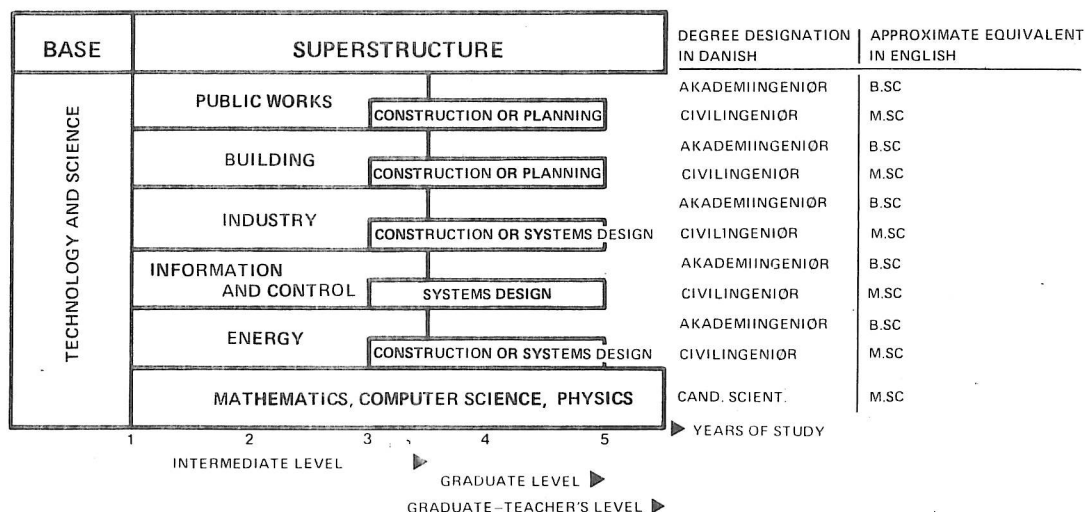 BASE
SUPERSTRUCTURE
DEGREE DESIGNATION IN DANISH
APPROXIMATE EQUIVALENT IN ENGLISH
TECHNOLOGY AND SCIENCE
PUBLIC WORKS
AKADEMIINGENIØR B.SC
CONSTRUCTION OR PLANNING CIVILINGENIØR M.SC
BUILDING
AKADEMIINGENIØR B.SC
CONSTRUCTION OR PLANNING CIVILINGENIØR M.SC
INDUSTRY
AKADEMIINGENIØR B.SC
CONSTRUCTION OR SYSTEMS DESIGN CIVILINGENIØR M.SC
INFORMATION
AND CONTROL
AKADEMIINGENIØR B.SC
SYSTEMS DESIGN CIVILINGENIØR M.SC
ENERGY
AKADEMIINGENIØR B.SC
CONSTRUCTION OR SYSTEMS DESIGN CIVILINGENIØR M.SC
MATHEMATICS, COMPUTER SCIENCE, PHYSICS CAND. SCIENT. M.SC
1 2 3 4 5 YEARS OF STUDY
INTERMEDIATE LEVEL
GRADUATE LEVEL
GRADUATE–TEACHER'S LEVEL